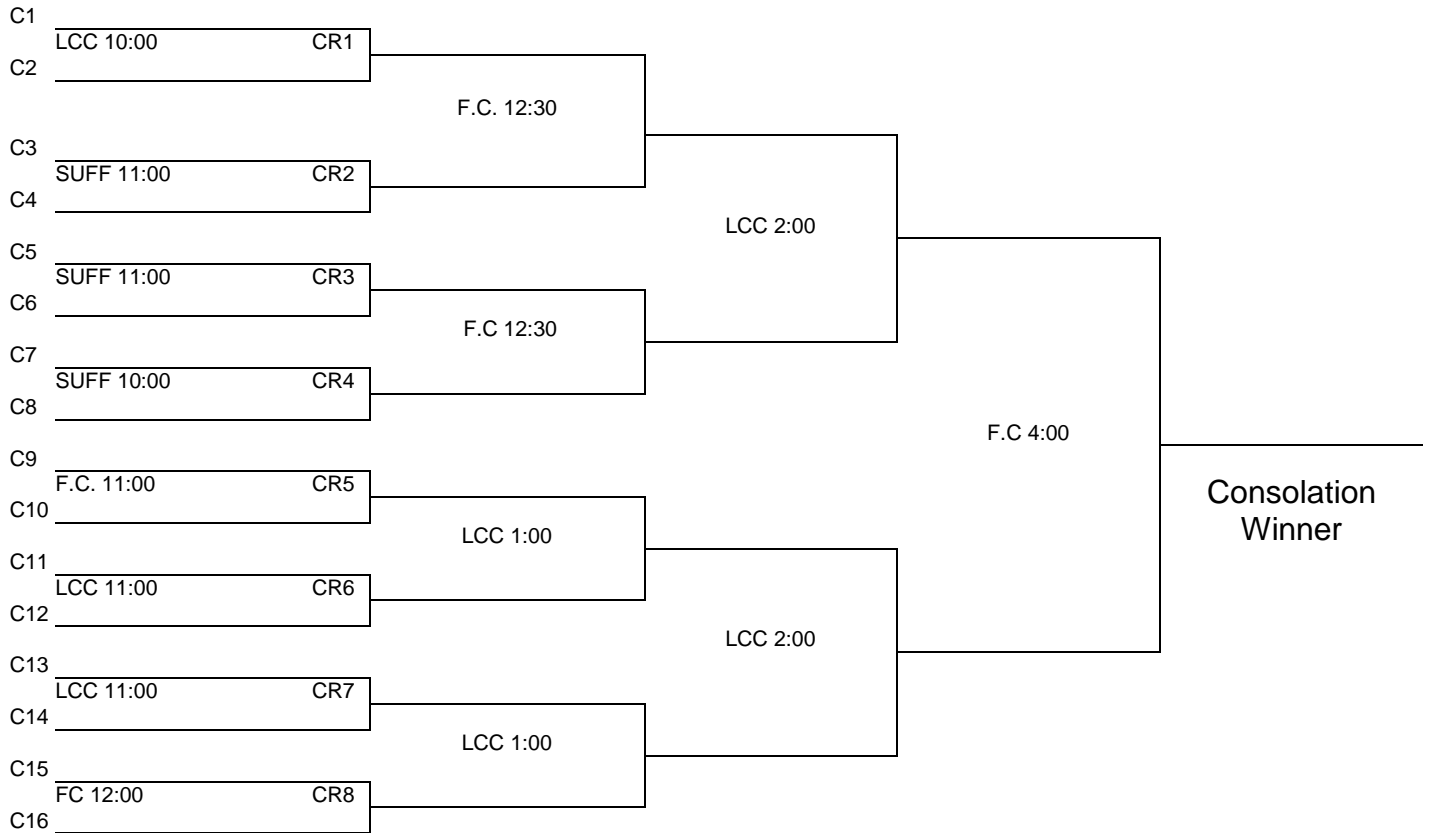 C1
LCC 10:00 CR1
C2
F.C. 12:30
C3
SUFF 11:00 CR2
C4
LCC 2:00
C5
SUFF 11:00 CR3
C6
F.C 12:30
C7
SUFF 10:00 CR4
C8
F.C 4:00
C9
F.C. 11:00 CR5
C10
LCC 1:00
C11
LCC 11:00 CR6
C12
LCC 2:00
C13
LCC 11:00 CR7
C14
LCC 1:00
C15
FC 12:00 CR8
C16
Consolation
Winner